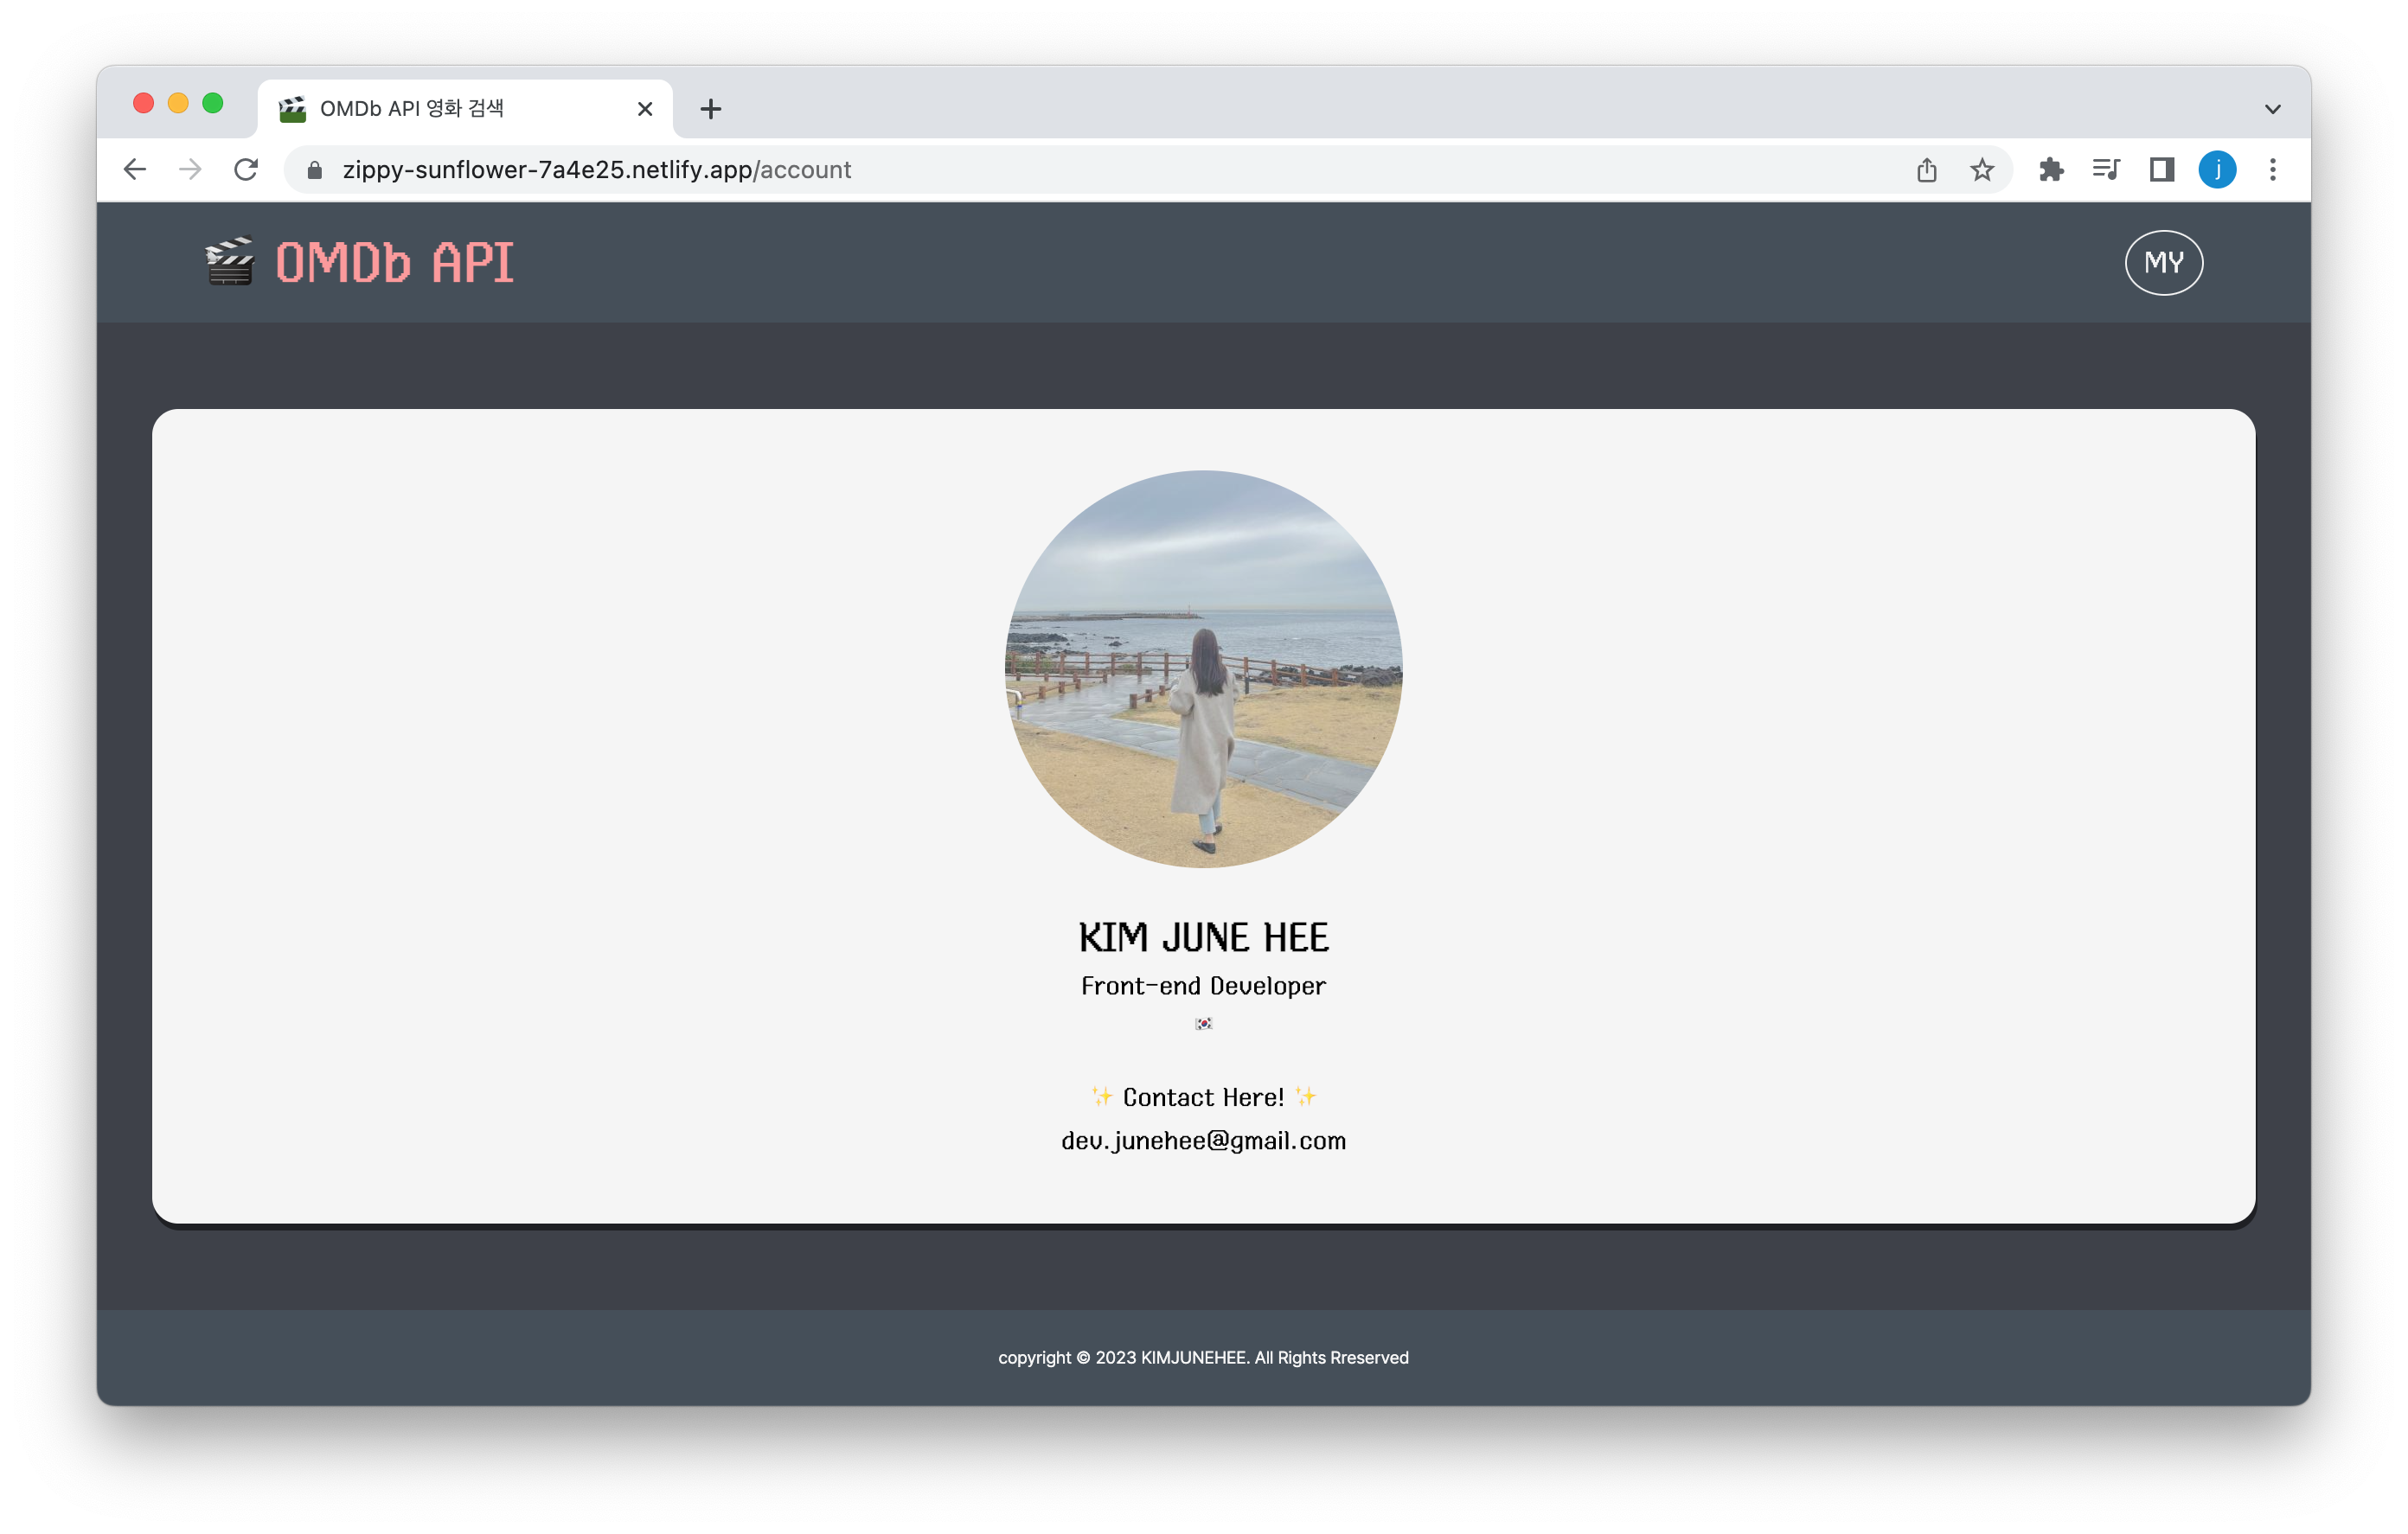 OMDb API 영화 검색
zippy-sunflower-7a4e25.netlify.app/account
j
OMDb API
MY
KIM JUNE HEE
Front-end Developer
🇰🇷
✨ Contact Here! ✨
dev.junehee@gmail.com
copyright © 2023 KIMJUNEHEE. All Rights Rreserved